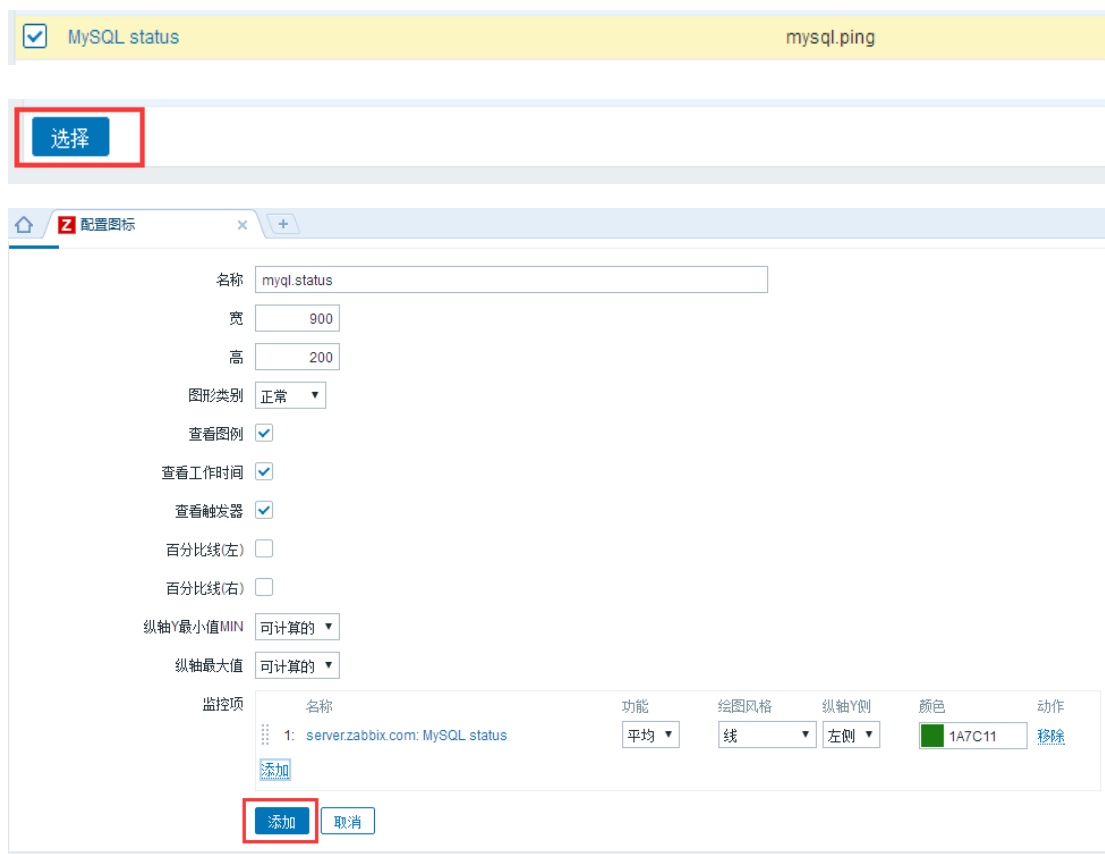 MySQL status mysql.ping
选择
Z 配置图标 × +
名称 myql.status
宽 900
高 200
图形类别 正常
查看图例
查看工作时间
查看触发器
百分比线(左)
百分比线(右)
纵轴Y最小值MIN 可计算的
纵轴最大值 可计算的
监控项 名称 功能 绘图风格 纵轴Y侧 颜色 动作
1: server.zabbix.com: MySQL status 平均 线 左侧 1A7C11 移除
添加
添加 取消